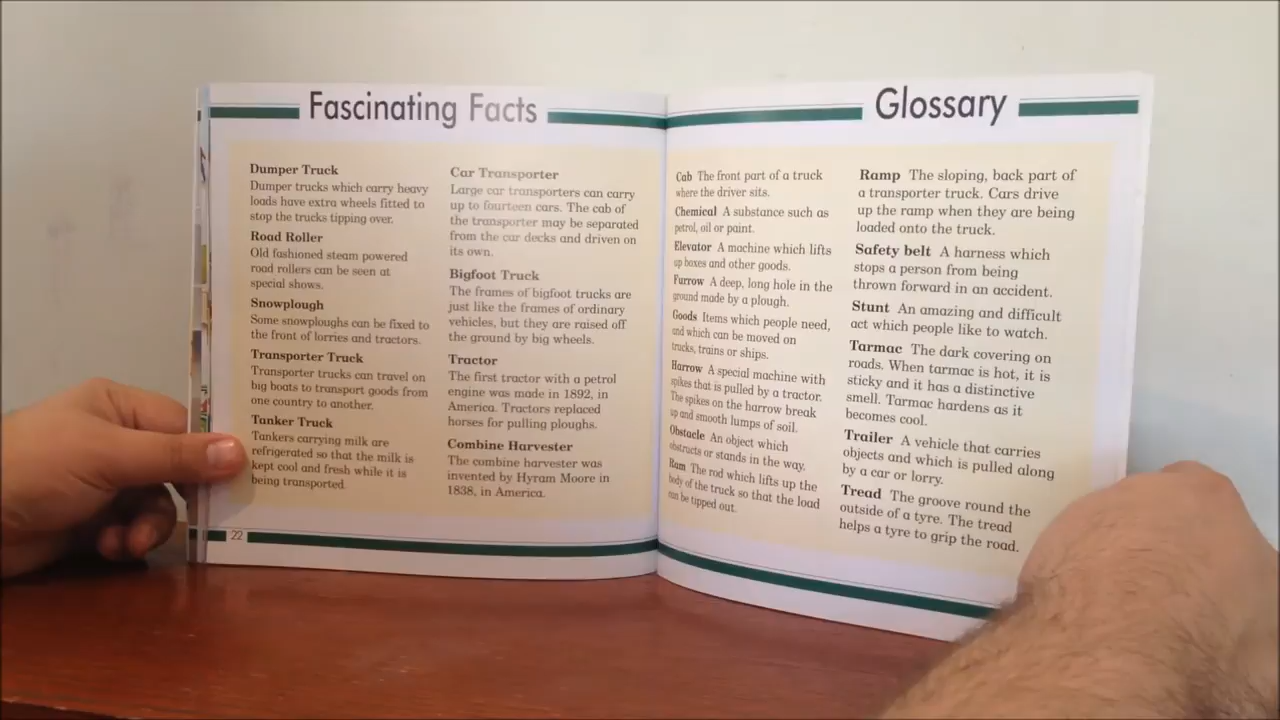 Fascinating Facts
Dumper Truck
Dumper trucks which carry heavy
loads have extra wheels fitted to
stop the trucks tipping over.
Road Roller
Old fashioned steam powered
road rollers can be seen at
special shows.
Snowplough
Some snowploughs can be fixed to
the front of lorries and tractors.
Transporter Truck
Transporter trucks can travel on
big boats to transport goods from
one country to another.
Tanker Truck
Tankers carrying milk are
refrigerated so that the milk is
kept cool and fresh while it is
being transported.
Car Transporter
Large car transporters can carry
up to fourteen cars. The cab of
the transporter may be separated
from the car decks and driven on
its own.
Bigfoot Truck
The frames of bigfoot trucks are
just like the frames of ordinary
vehicles, but they are raised off
the ground by big wheels.
Tractor
The first tractor with a petrol
engine was made in 1892, in
America. Tractors replaced
horses for pulling ploughs.
Combine Harvester
The combine harvester was
invented by Hyram Moore in
1838, in America.
22
Glossary
Cab The front part of a truck
where the driver sits.
Chemical A substance such as
petrol, oil or paint.
Elevator A machine which lifts
up boxes and other goods.
Furrow A deep, long hole in the
ground made by a plough.
Goods Items which people need,
and which can be moved on
trucks, trains or ships.
Harrow A special machine with
spikes that is pulled by a tractor.
The spikes on the harrow break
up and smooth lumps of soil.
Obstacle An object which
obstructs or stands in the way.
Ram The rod which lifts up the
body of the truck so that the load
can be tipped out.
Ramp The sloping, back part of
a transporter truck. Cars drive
up the ramp when they are being
loaded onto the truck.
Safety belt A harness which
stops a person from being
thrown forward in an accident.
Stunt An amazing and difficult
act which people like to watch.
Tarmac The dark covering on
roads. When tarmac is hot, it is
sticky and it has a distinctive
smell. Tarmac hardens as it
becomes cool.
Trailer A vehicle that carries
objects and which is pulled along
by a car or lorry.
Tread The groove round the
outside of a tyre. The tread
helps a tyre to grip the road.